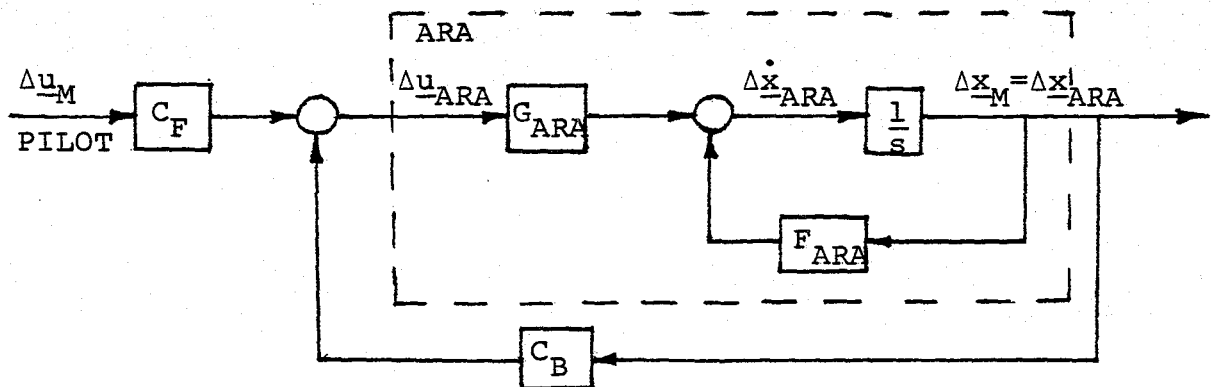 ARA
Δu_M
PILOT
C_F
Δu_ARA
G_ARA
Δẋ_ARA
1/s
Δx_M=Δx_ARA
F_ARA
C_B